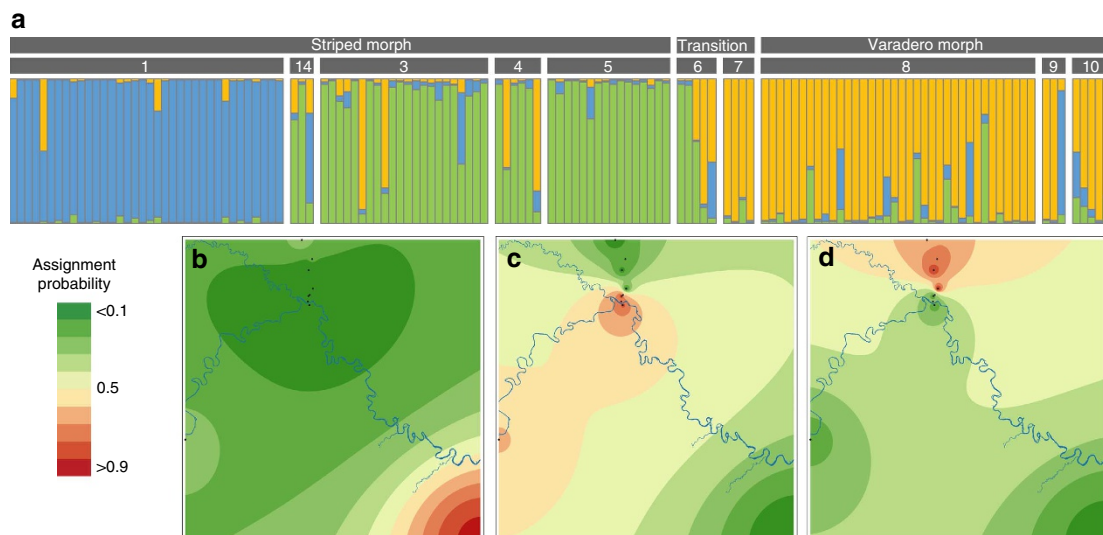 a
Striped morph Transition Varadero morph
1 14 3 4 5 6 7 8 9 10
b c d
Assignment
probability
<0.1
0.5
>0.9